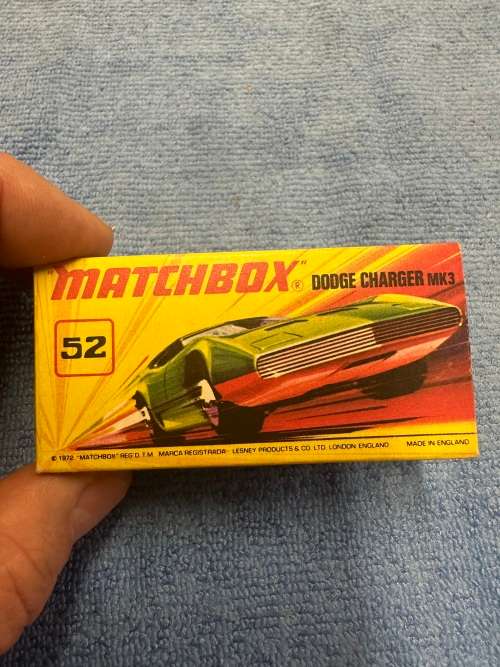 "MATCHBOX"® DODGE CHARGER MK3
52
© 1972 "MATCHBOX" REG'D. T.M. MARCA REGISTRADA LESNEY PRODUCTS & CO. LTD. LONDON ENGLAND MADE IN ENGLAND